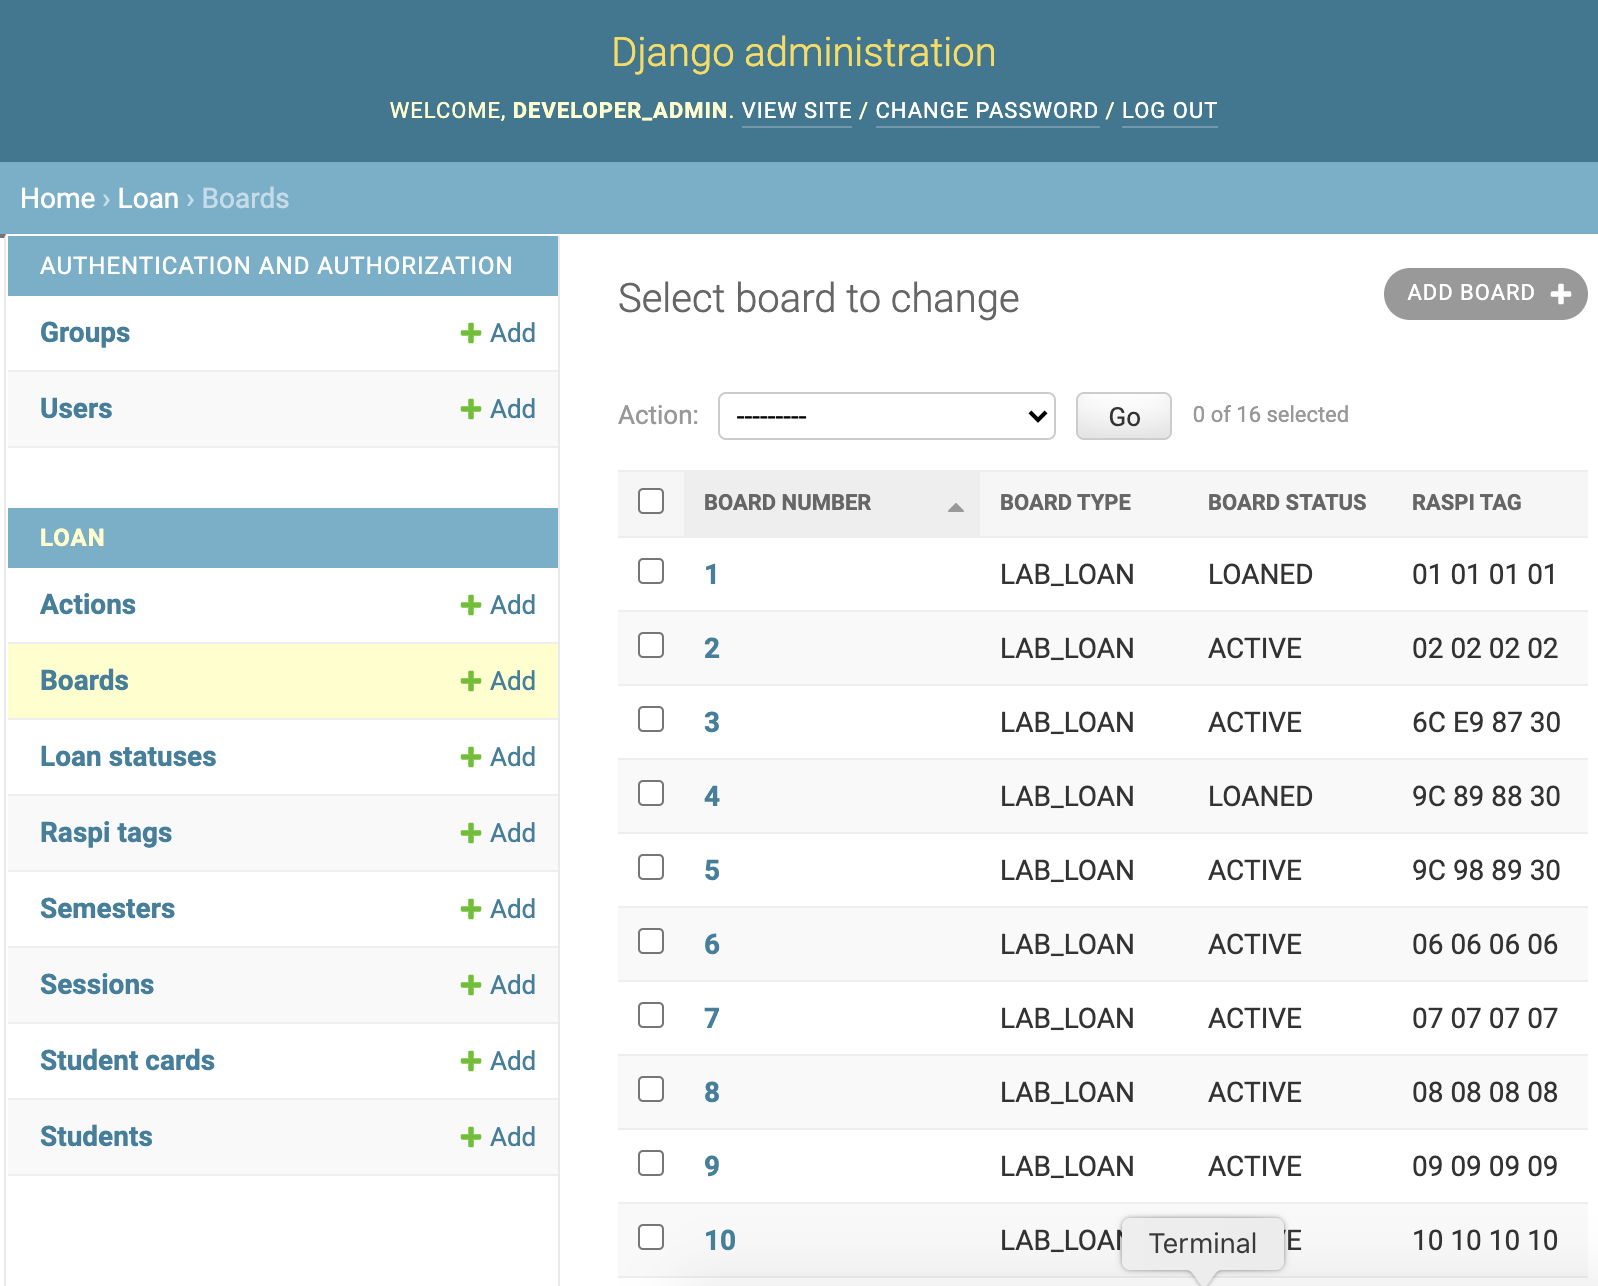 Django administration
WELCOME, DEVELOPER_ADMIN. VIEW SITE / CHANGE PASSWORD / LOG OUT
Home › Loan › Boards
AUTHENTICATION AND AUTHORIZATION
Groups + Add
Users + Add
LOAN
Actions + Add
Boards + Add
Loan statuses + Add
Raspi tags + Add
Semesters + Add
Sessions + Add
Student cards + Add
Students + Add
Select board to change
ADD BOARD +
Action: --------- Go 0 of 16 selected
BOARD NUMBER BOARD TYPE BOARD STATUS RASPI TAG
1 LAB_LOAN LOANED 01 01 01 01
2 LAB_LOAN ACTIVE 02 02 02 02
3 LAB_LOAN ACTIVE 6C E9 87 30
4 LAB_LOAN LOANED 9C 89 88 30
5 LAB_LOAN ACTIVE 9C 98 89 30
6 LAB_LOAN ACTIVE 06 06 06 06
7 LAB_LOAN ACTIVE 07 07 07 07
8 LAB_LOAN ACTIVE 08 08 08 08
9 LAB_LOAN ACTIVE 09 09 09 09
10 LAB_LOAN 10 10 10 10
Terminal